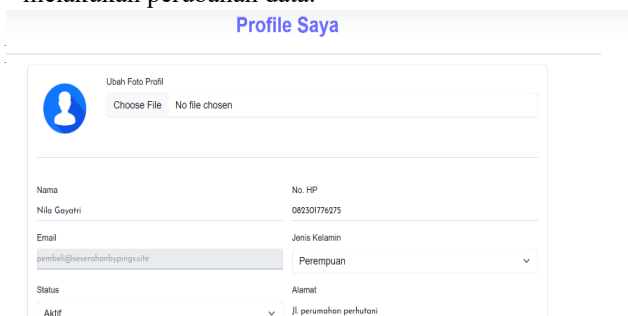 melakukan perubahan data.
Profile Saya
Ubah Foto Profil
Choose File No file chosen
Nama
No. HP
Nila Gayatri
082301776275
Email
Jenis Kelamin
pembeli@seserahanbypings.site
Perempuan
Status
Alamat
Aktif
Jl. perumahan perhutani